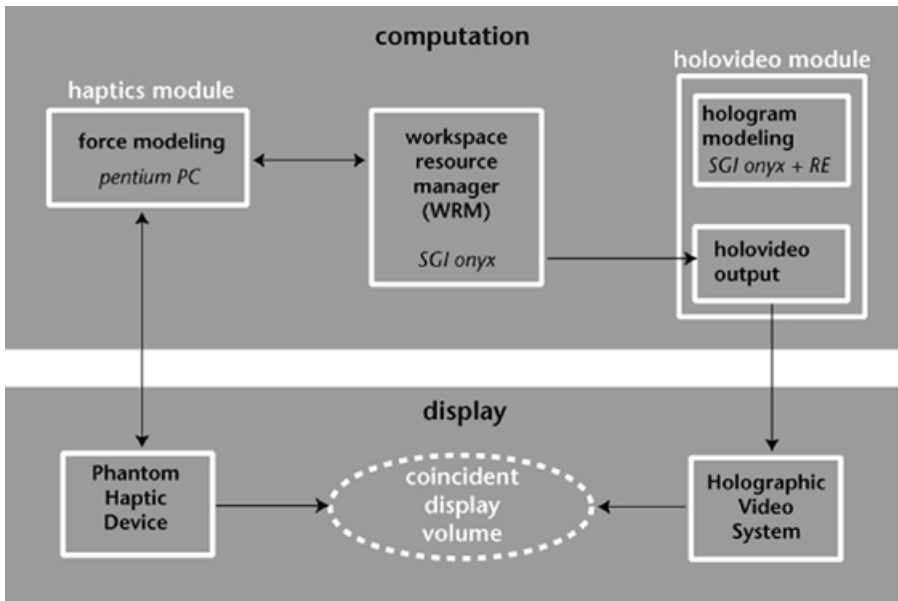 computation
haptics module
force modeling
pentium PC
workspace
resource
manager
(WRM)
SGI onyx
holovideo module
hologram
modeling
SGI onyx + RE
holovideo
output
display
Phantom
Haptic
Device
coincident
display
volume
Holographic
Video
System